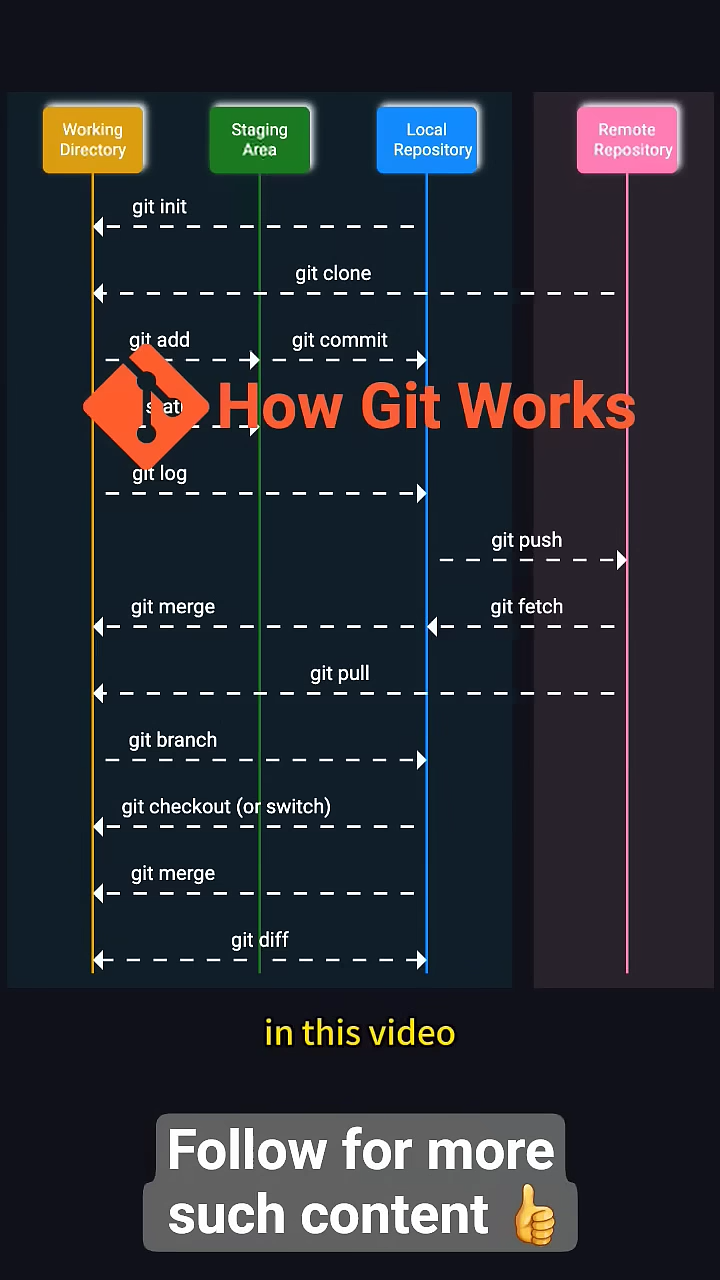 Working
Directory
Staging
Area
Local
Repository
Remote
Repository
git init
git clone
git add
git commit
How Git Works
git log
git push
git merge
git fetch
git pull
git branch
git checkout (or switch)
git merge
git diff
in this video
Follow for more
such content 👍